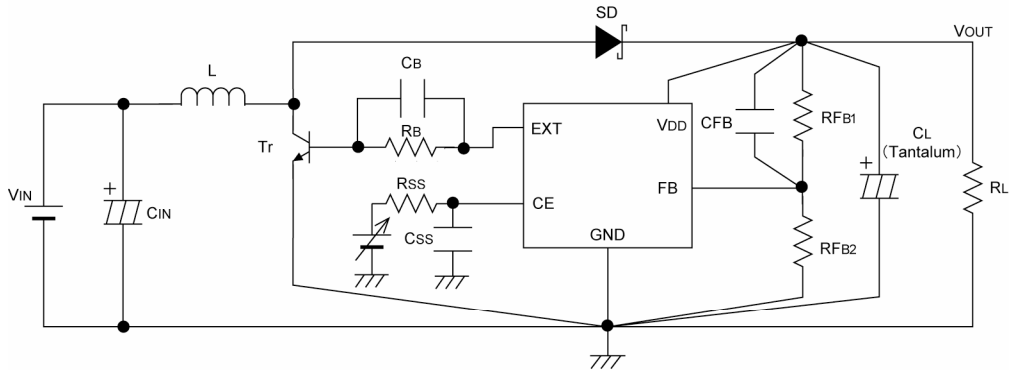 SD
VOUT
L
CB
RB
Tr
EXT
VDD
CFB
RFB1
CL
(Tantalum)
+
VIN
+
CIN
RSS
CE
FB
RL
CSS
GND
RFB2